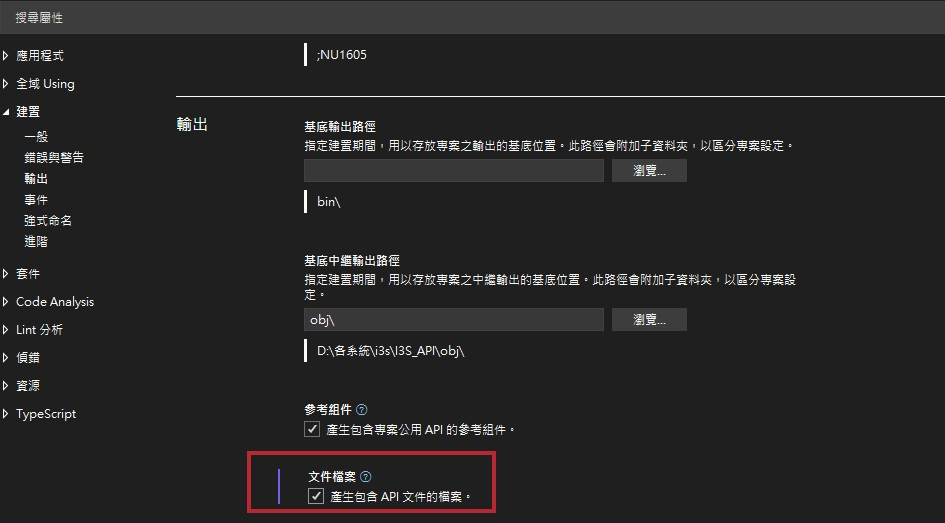 搜尋屬性
應用程式
全域 Using
建置
一般
錯誤與警告
輸出
事件
強式命名
進階
套件
Code Analysis
Lint 分析
偵錯
資源
TypeScript
;NU1605
輸出
基底輸出路徑
指定建置期間，用以存放專案之輸出的基底位置。此路徑會附加子資料夾，以區分專案設定。
瀏覽...
bin\
基底中繼輸出路徑
指定建置期間，用以存放專案之中繼輸出的基底位置。此路徑會附加子資料夾，以區分專案設
定。
obj\ 瀏覽...
D:\各系統\i3s\I3S_API\obj\
參考組件 ?
產生包含專案公用 API 的參考組件。
文件檔案 ?
產生包含 API 文件的檔案。